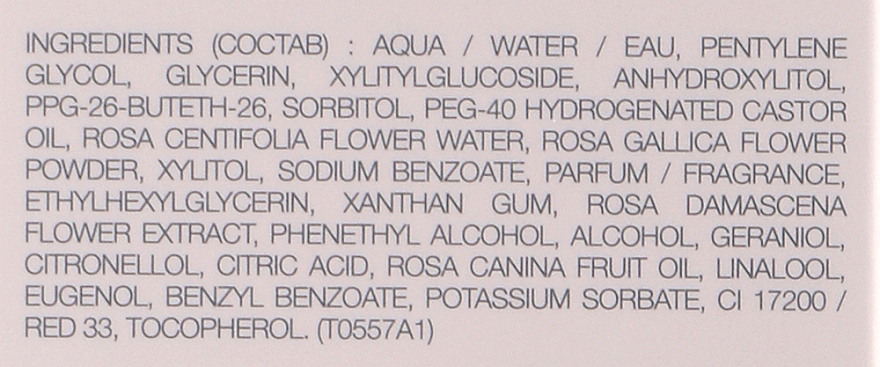 INGREDIENTS (COCTAB) : AQUA / WATER / EAU, PENTYLENE
GLYCOL, GLYCERIN, XYLITYLGLUCOSIDE, ANHYDROXYLITOL,
PPG-26-BUTETH-26, SORBITOL, PEG-40 HYDROGENATED CASTOR
OIL, ROSA CENTIFOLIA FLOWER WATER, ROSA GALLICA FLOWER
POWDER, XYLITOL, SODIUM BENZOATE, PARFUM / FRAGRANCE,
ETHYLHEXYLGLYCERIN, XANTHAN GUM, ROSA DAMASCENA
FLOWER EXTRACT, PHENETHYL ALCOHOL, ALCOHOL, GERANIOL,
CITRONELLOL, CITRIC ACID, ROSA CANINA FRUIT OIL, LINALOOL,
EUGENOL, BENZYL BENZOATE, POTASSIUM SORBATE, CI 17200 /
RED 33, TOCOPHEROL. (T0557A1)